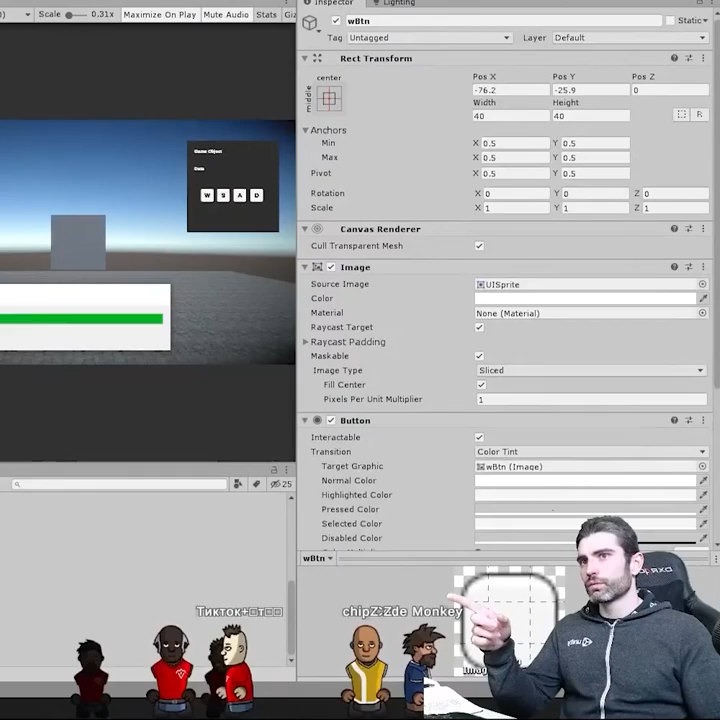 Inspector Lighting
Scale 0.31x Maximize On Play Mute Audio Stats Giz
wBtn Static
Tag Untagged Layer Default
Rect Transform
center
middle
Pos X Pos Y Pos Z
-76.2 -25.9 0
Width Height
40 40
R
Anchors
Min X 0.5 Y 0.5
Max X 0.5 Y 0.5
Pivot X 0.5 Y 0.5
Rotation X 0 Y 0 Z 0
Scale X 1 Y 1 Z 1
Canvas Renderer
Cull Transparent Mesh
Image
Source Image UISprite
Color
Material None (Material)
Raycast Target
Raycast Padding
Maskable
Image Type Sliced
Fill Center
Pixels Per Unit Multiplier 1
Button
Interactable
Transition Color Tint
Target Graphic wBtn (Image)
Normal Color
Highlighted Color
Pressed Color
Selected Color
Disabled Color
wBtn
Game Object
W S A D
25
Тикток+
chipZ
Zde Monkey